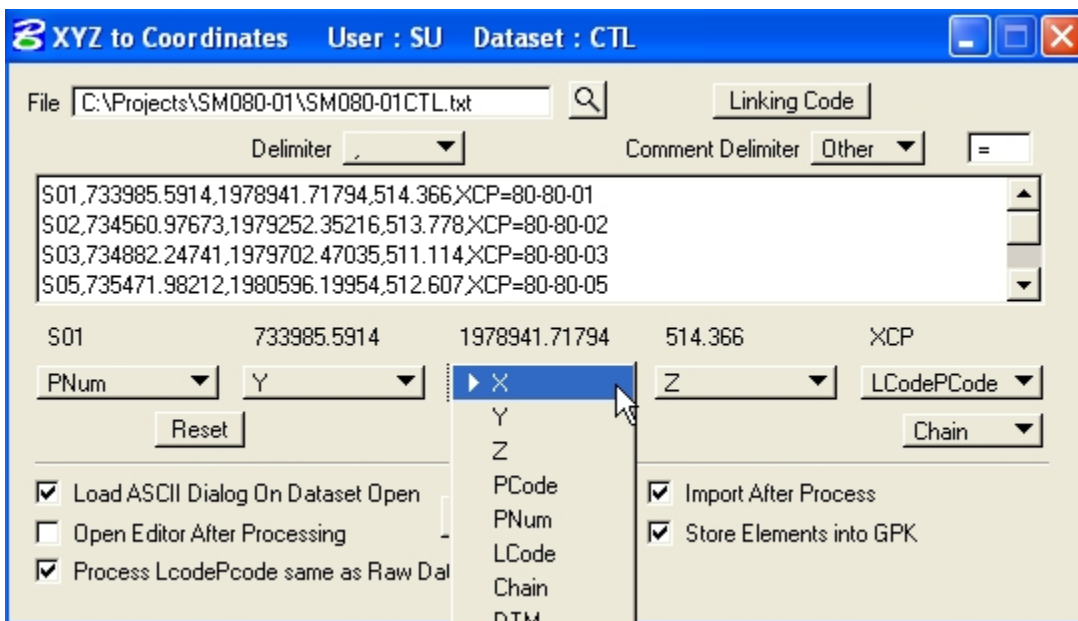 XYZ to Coordinates User : SU Dataset : CTL
File C:\Projects\SM080-01\SM080-01CTL.txt Linking Code
Delimiter , Comment Delimiter Other =
S01,733985.5914,1978941.71794,514.366,XCP=80-80-01
S02,734560.97673,1979252.35216,513.778,XCP=80-80-02
S03,734882.24741,1979702.47035,511.114,XCP=80-80-03
S05,735471.98212,1980596.19954,512.607,XCP=80-80-05
S01 733985.5914 1978941.71794 514.366 XCP
PNum Y X Z LCodePCode
Y
Reset Chain
Z
Load ASCII Dialog On Dataset Open PCode Import After Process
Open Editor After Processing PNum Store Elements into GPK
LCode
Process LcodePcode same as Raw Dat
Chain
DTM